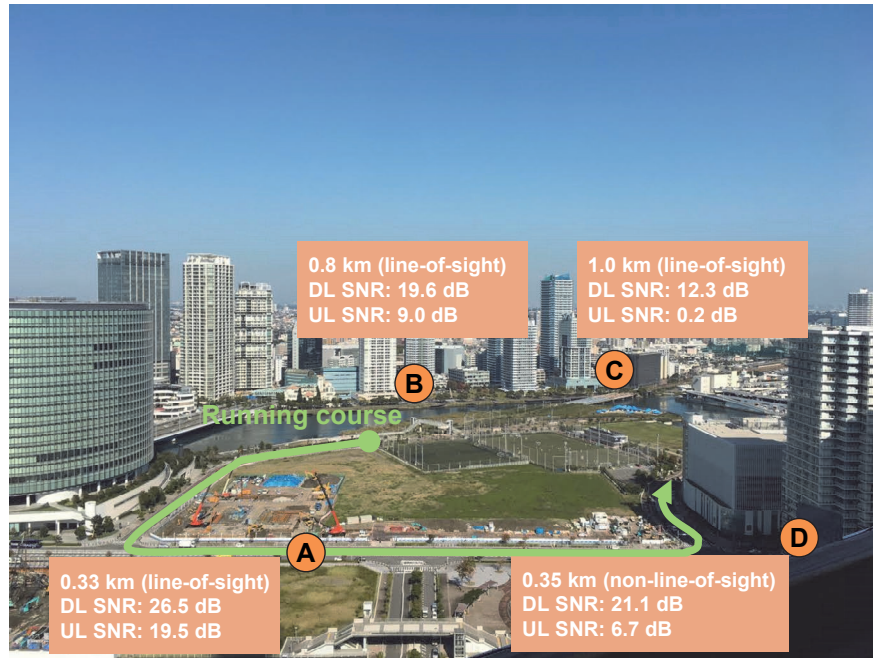 0.8 km (line-of-sight)
DL SNR: 19.6 dB
UL SNR: 9.0 dB
1.0 km (line-of-sight)
DL SNR: 12.3 dB
UL SNR: 0.2 dB
B
C
Running course
A
D
0.33 km (line-of-sight)
DL SNR: 26.5 dB
UL SNR: 19.5 dB
0.35 km (non-line-of-sight)
DL SNR: 21.1 dB
UL SNR: 6.7 dB